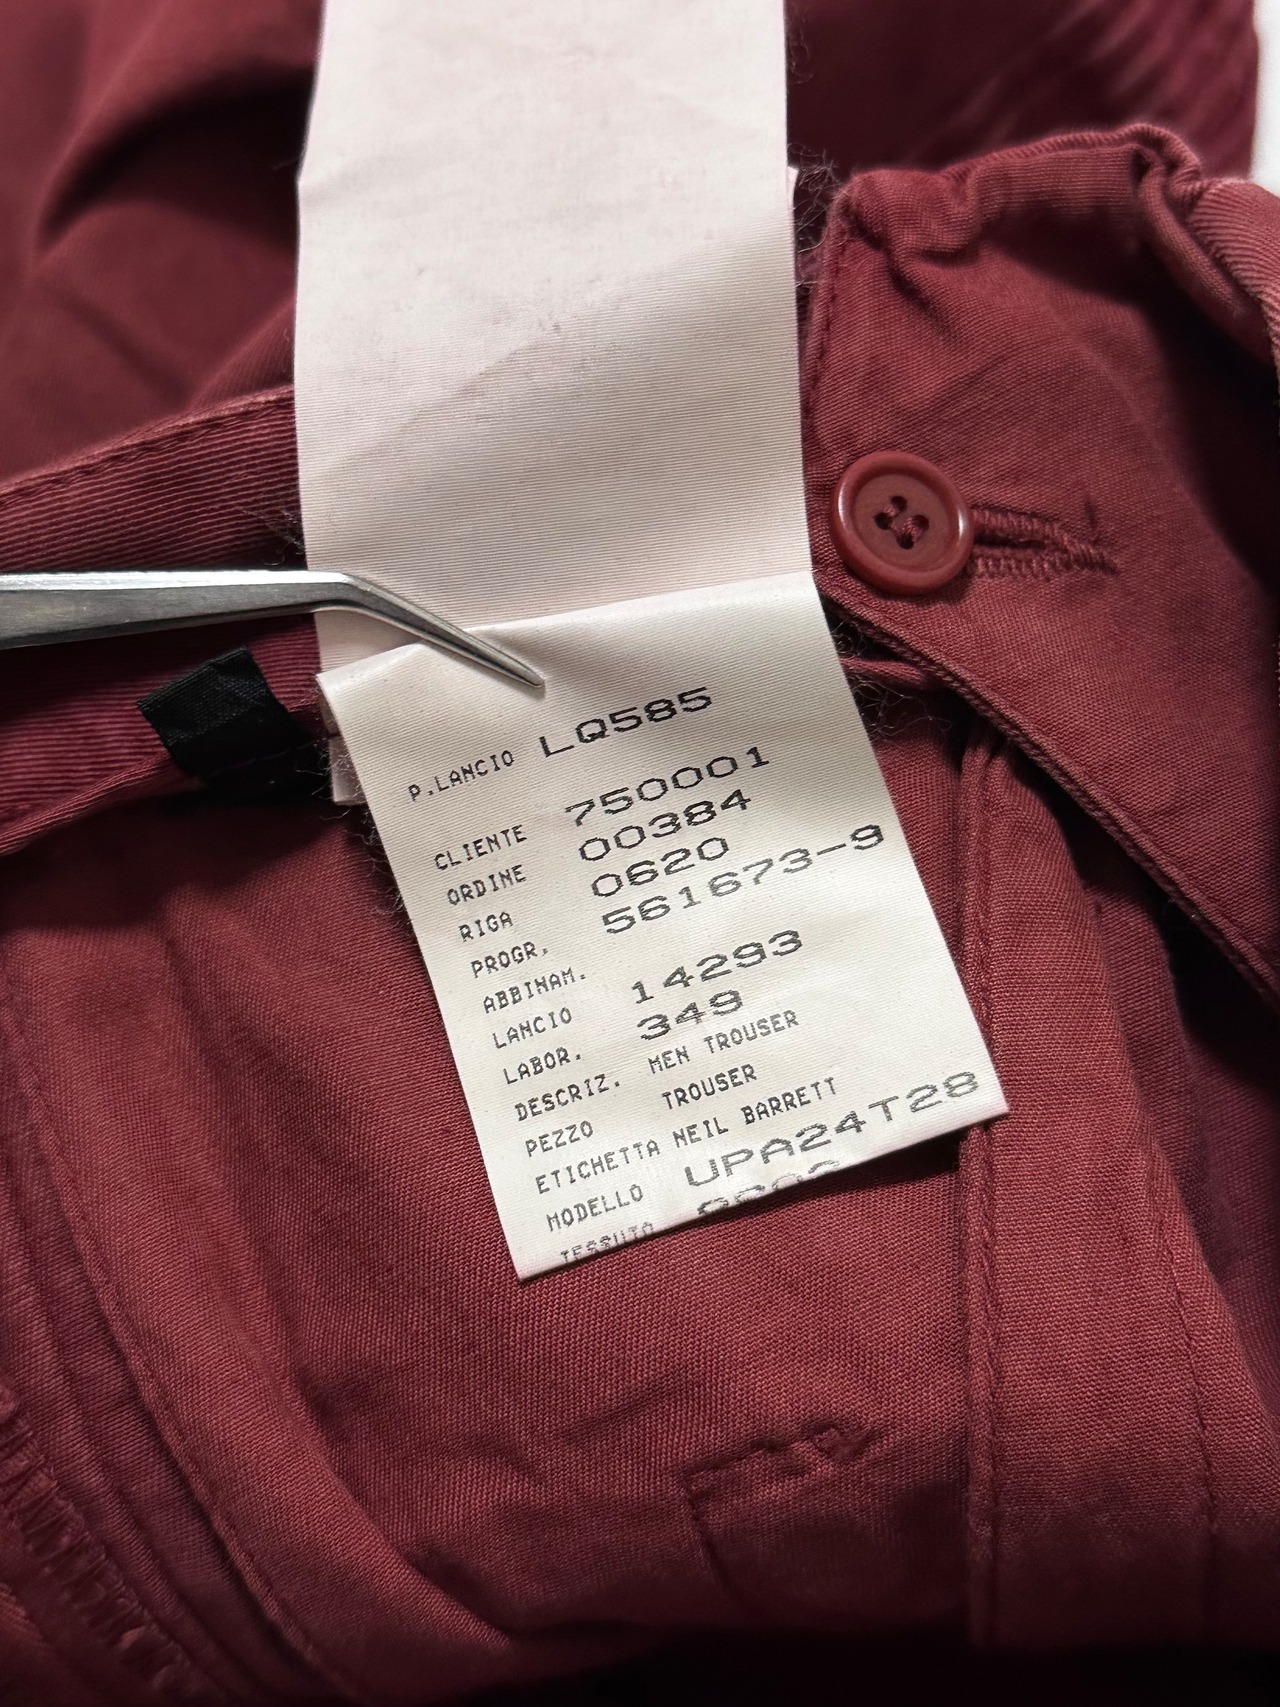 P.LANCIO LQ585
CLIENTE 750001
ORDINE 00384
RIGA 0620
PROGR. 561673-9
ABBINAM.
LANCIO 14293
LABOR. 349
DESCRIZ. MEN TROUSER
PEZZO TROUSER
ETICHETTA NEIL BARRETT
MODELLO UPA24T28
TESSUTO